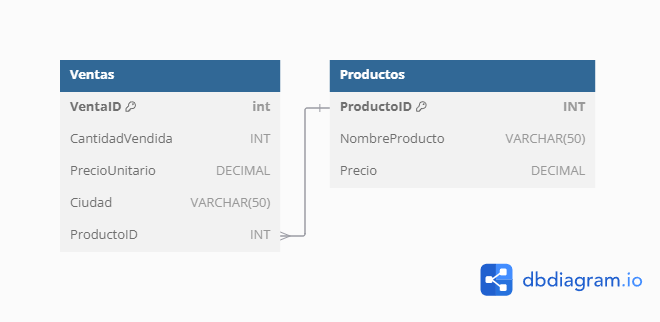 Ventas
VentaID int
CantidadVendida INT
PrecioUnitario DECIMAL
Ciudad VARCHAR(50)
ProductoID INT
Productos
ProductoID INT
NombreProducto VARCHAR(50)
Precio DECIMAL
dbdiagram.io